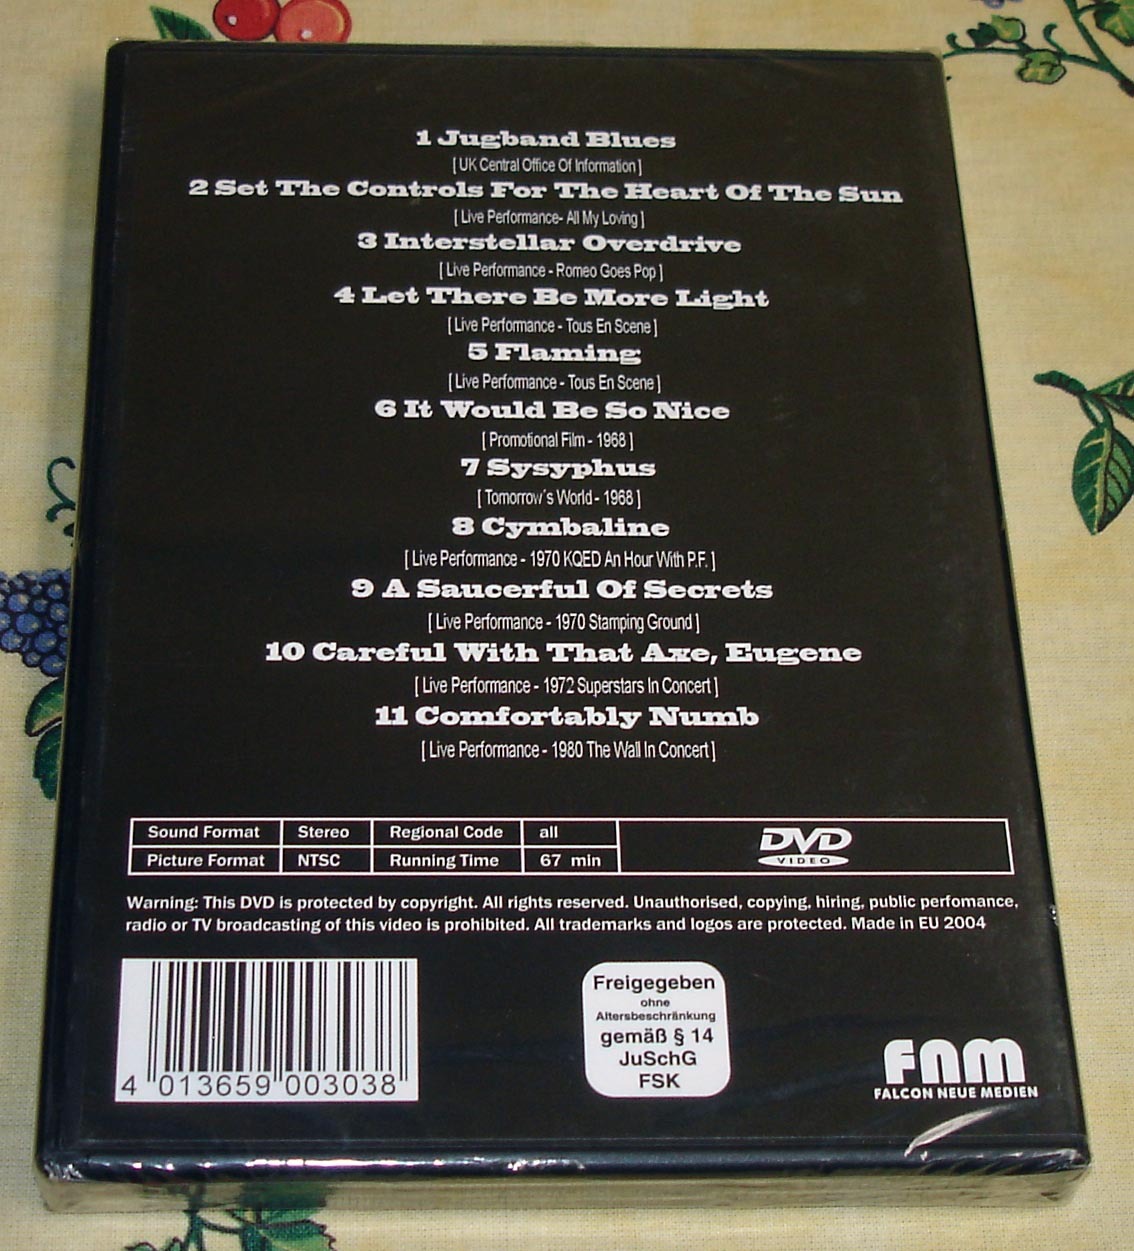 1 Jugband Blues
[ UK Central Office Of Information ]
2 Set The Controls For The Heart Of The Sun
[ Live Performance- All My Loving ]
3 Interstellar Overdrive
[ Live Performance - Romeo Goes Pop ]
4 Let There Be More Light
[ Live Performance - Tous En Scene ]
5 Flaming
[ Live Performance - Tous En Scene ]
6 It Would Be So Nice
[ Promotional Film - 1968 ]
7 Sysyphus
[ Tomorrow´s World - 1968 ]
8 Cymbaline
[ Live Performance - 1970 KQED An Hour With P.F. ]
9 A Saucerful Of Secrets
[ Live Performance - 1970 Stamping Ground ]
10 Careful With That Axe, Eugene
[ Live Performance - 1972 Superstars In Concert ]
11 Comfortably Numb
[ Live Performance - 1980 The Wall In Concert ]
Sound Format Stereo Regional Code all
Picture Format NTSC Running Time 67 min
DVD
VIDEO
Warning: This DVD is protected by copyright. All rights reserved. Unauthorised, copying, hiring, public perfomance,
radio or TV broadcasting of this video is prohibited. All trademarks and logos are protected. Made in EU 2004
4 013659 003038
Freigegeben
ohne
Altersbeschränkung
gemäß § 14
JuSchG
FSK
fnm
FALCON NEUE MEDIEN